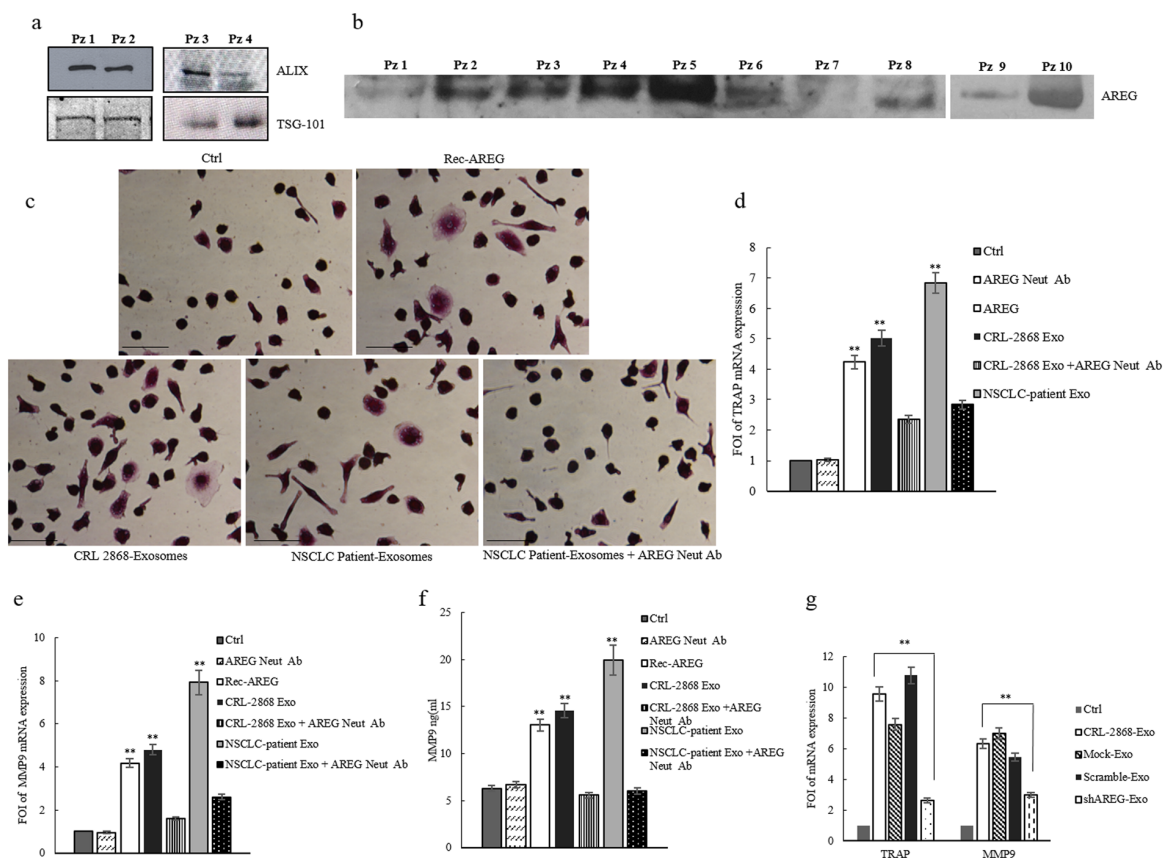 a
Pz 1 Pz 2 Pz 3 Pz 4
ALIX
TSG-101
b
Pz 1 Pz 2 Pz 3 Pz 4 Pz 5 Pz 6 Pz 7 Pz 8 Pz 9 Pz 10
AREG
c
Ctrl Rec-AREG
CRL 2868-Exosomes NSCLC Patient-Exosomes NSCLC Patient-Exosomes + AREG Neut Ab
d
FOI of TRAP mRNA expression
8
7
6
5
4
3
2
1
0
** ** **
Ctrl
AREG Neut Ab
AREG
CRL-2868 Exo
CRL-2868 Exo +AREG Neut Ab
NSCLC-patient Exo
e
FOI of MMP9 mRNA expression
10
8
6
4
2
0
** ** **
Ctrl
AREG Neut Ab
Rec-AREG
CRL-2868 Exo
CRL-2868 Exo + AREG Neut Ab
NSCLC-patient Exo
NSCLC-patient Exo + AREG Neut Ab
f
MMP9 ng(ml
25
20
15
10
5
0
** ** **
Ctrl
AREG Neut Ab
Rec-AREG
CRL-2868 Exo
CRL-2868 Exo +AREG
Neut Ab
NSCLC-patient Exo
NSCLC-patient Exo +AREG
Neut Ab
g
FOI of mRNA expression
12
10
8
6
4
2
0
** **
TRAP MMP9
Ctrl
CRL-2868-Exo
Mock-Exo
Scramble-Exo
shAREG-Exo